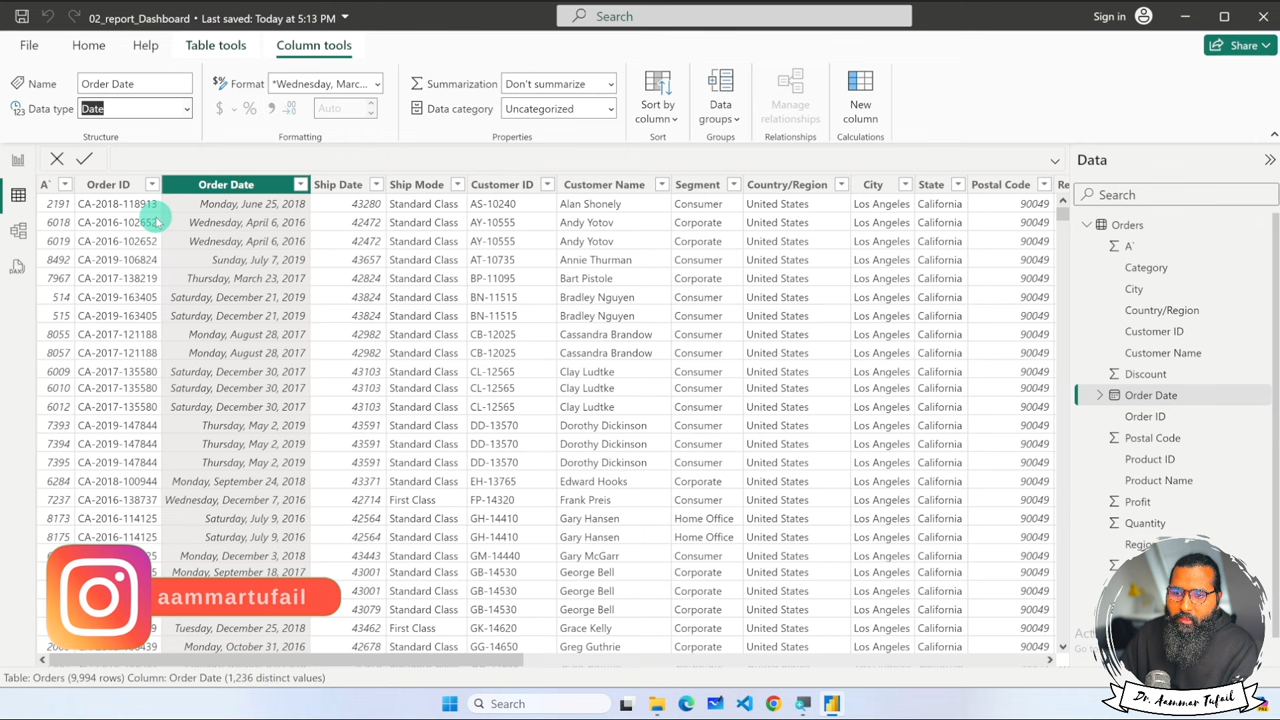 02_report_Dashboard • Last saved: Today at 5:13 PM
Search
Sign in
File Home Help Table tools Column tools
Share
Name Order Date
Format *Wednesday, Marc...
Summarization Don't summarize
Data type Date
$ % Auto
Data category Uncategorized
Sort by column
Data groups
Manage relationships
New column
Structure Formatting Properties Sort Groups Relationships Calculations
A` Order ID Order Date Ship Date Ship Mode Customer ID Customer Name Segment Country/Region City State Postal Code Re
2191 CA-2018-118913 Monday, June 25, 2018 43280 Standard Class AS-10240 Alan Shonely Consumer United States Los Angeles California 90049
6018 CA-2016-102652 Wednesday, April 6, 2016 42472 Standard Class AY-10555 Andy Yotov Consumer United States Los Angeles California 90049
6019 CA-2016-102652 Wednesday, April 6, 2016 42472 Standard Class AY-10555 Andy Yotov Consumer United States Los Angeles California 90049
8492 CA-2019-106824 Sunday, July 7, 2019 43657 Standard Class AT-10735 Annie Thurman Consumer United States Los Angeles California 90049
7967 CA-2017-138219 Thursday, March 23, 2017 42824 Standard Class BP-11095 Bart Pistole Corporate United States Los Angeles California 90049
514 CA-2019-163405 Saturday, December 21, 2019 43824 Standard Class BN-11515 Bradley Nguyen Consumer United States Los Angeles California 90049
515 CA-2019-163405 Saturday, December 21, 2019 43824 Standard Class BN-11515 Bradley Nguyen Consumer United States Los Angeles California 90049
8055 CA-2017-121188 Monday, August 28, 2017 42982 Standard Class CB-12025 Cassandra Brandow Consumer United States Los Angeles California 90049
8057 CA-2017-121188 Monday, August 28, 2017 42982 Standard Class CB-12025 Cassandra Brandow Consumer United States Los Angeles California 90049
6009 CA-2017-135580 Saturday, December 30, 2017 43103 Standard Class CL-12565 Clay Ludtke Consumer United States Los Angeles California 90049
6010 CA-2017-135580 Saturday, December 30, 2017 43103 Standard Class CL-12565 Clay Ludtke Consumer United States Los Angeles California 90049
6012 CA-2017-135580 Saturday, December 30, 2017 43103 Standard Class CL-12565 Clay Ludtke Consumer United States Los Angeles California 90049
7393 CA-2019-147844 Thursday, May 2, 2019 43591 Standard Class DD-13570 Dorothy Dickinson Consumer United States Los Angeles California 90049
7394 CA-2019-147844 Thursday, May 2, 2019 43591 Standard Class DD-13570 Dorothy Dickinson Consumer United States Los Angeles California 90049
7395 CA-2019-147844 Thursday, May 2, 2019 43591 Standard Class DD-13570 Dorothy Dickinson Consumer United States Los Angeles California 90049
6284 CA-2018-100944 Monday, September 24, 2018 43371 Standard Class EH-13765 Edward Hooks Corporate United States Los Angeles California 90049
7237 CA-2016-138737 Wednesday, December 7, 2016 42714 First Class FP-14320 Frank Preis Consumer United States Los Angeles California 90049
8173 CA-2016-114125 Saturday, July 9, 2016 42564 Standard Class GH-14410 Gary Hansen Home Office United States Los Angeles California 90049
8175 CA-2016-114125 Saturday, July 9, 2016 42564 Standard Class GH-14410 Gary Hansen Home Office United States Los Angeles California 90049
Monday, December 3, 2018 43443 Standard Class GM-14440 Gary McGarr Consumer United States Los Angeles California 90049
Monday, September 18, 2017 43001 Standard Class GB-14530 George Bell Corporate United States Los Angeles California 90049
43001 Standard Class GB-14530 George Bell Corporate United States Los Angeles California 90049
43079 Standard Class GB-14530 George Bell Corporate United States Los Angeles California 90049
Tuesday, December 25, 2018 43462 First Class GK-14620 Grace Kelly Corporate United States Los Angeles California 90049
Monday, October 31, 2016 42678 Standard Class GG-14650 Greg Guthrie Corporate United States Los Angeles California 90049
aammartufail
Table: Orders (9,994 rows) Column: Order Date (1,236 distinct values)
Data
Search
Orders
A`
Category
City
Country/Region
Customer ID
Customer Name
Discount
Order Date
Order ID
Postal Code
Product ID
Product Name
Profit
Quantity
Dr. Aammar Tufail
Search